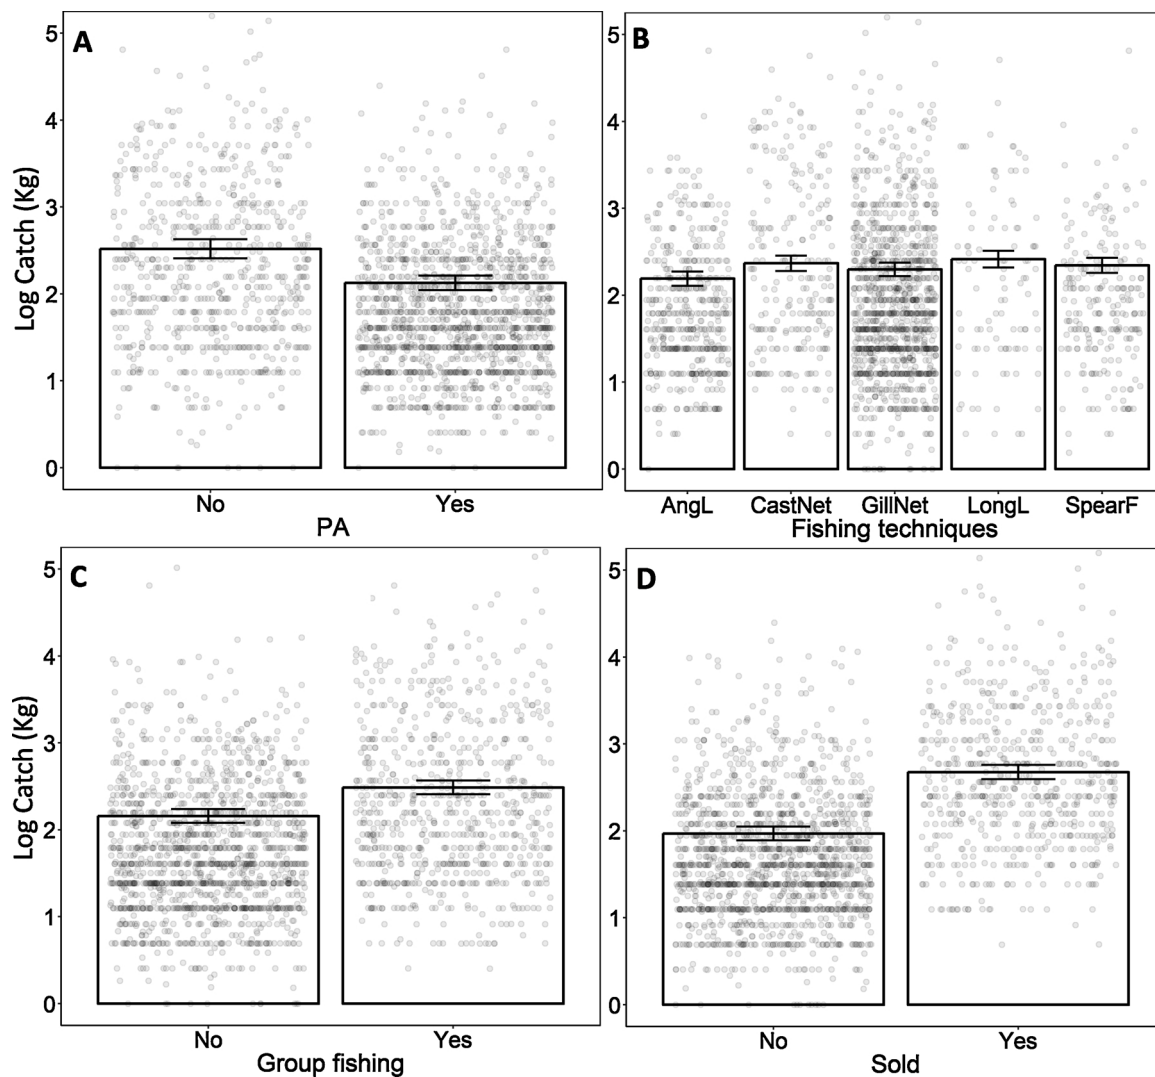 A
B
Log Catch (Kg)
5
4
3
2
1
0
5
4
3
2
1
0
No Yes
PA
AngL CastNet GillNet LongL SpearF
Fishing techniques
C
D
Log Catch (Kg)
5
4
3
2
1
0
5
4
3
2
1
0
No Yes
Group fishing
No Yes
Sold